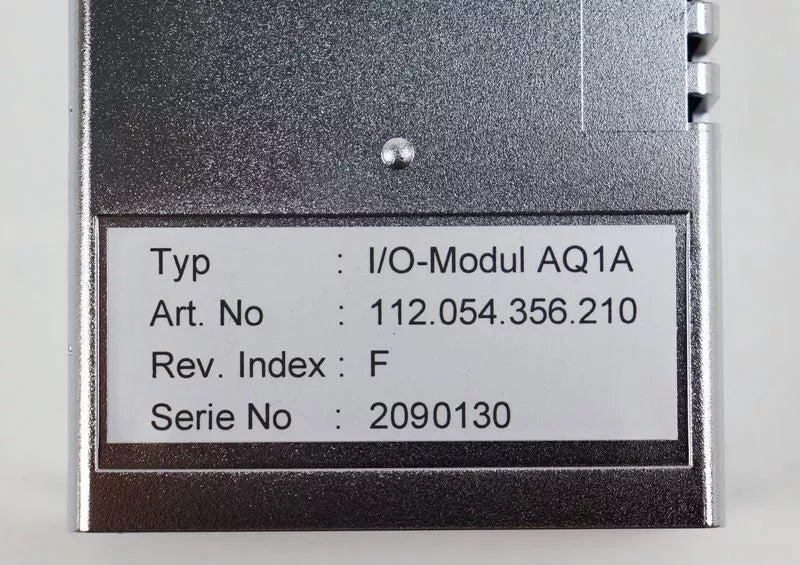 Typ : I/O-Modul AQ1A
Art. No : 112.054.356.210
Rev. Index : F
Serie No : 2090130